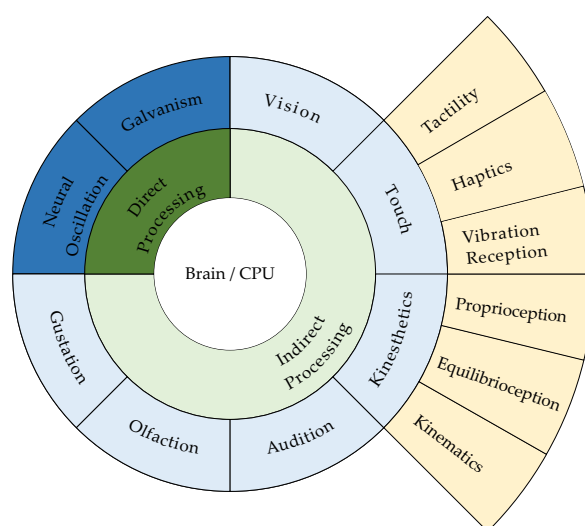 Galvanism
Vision
Tactility
Haptics
Neural
Oscillation
Direct
Processing
Touch
Vibration
Reception
Brain / CPU
Proprioception
Gustation
Indirect
Processing
Kinesthetics
Equilibrioception
Olfaction
Audition
Kinematics